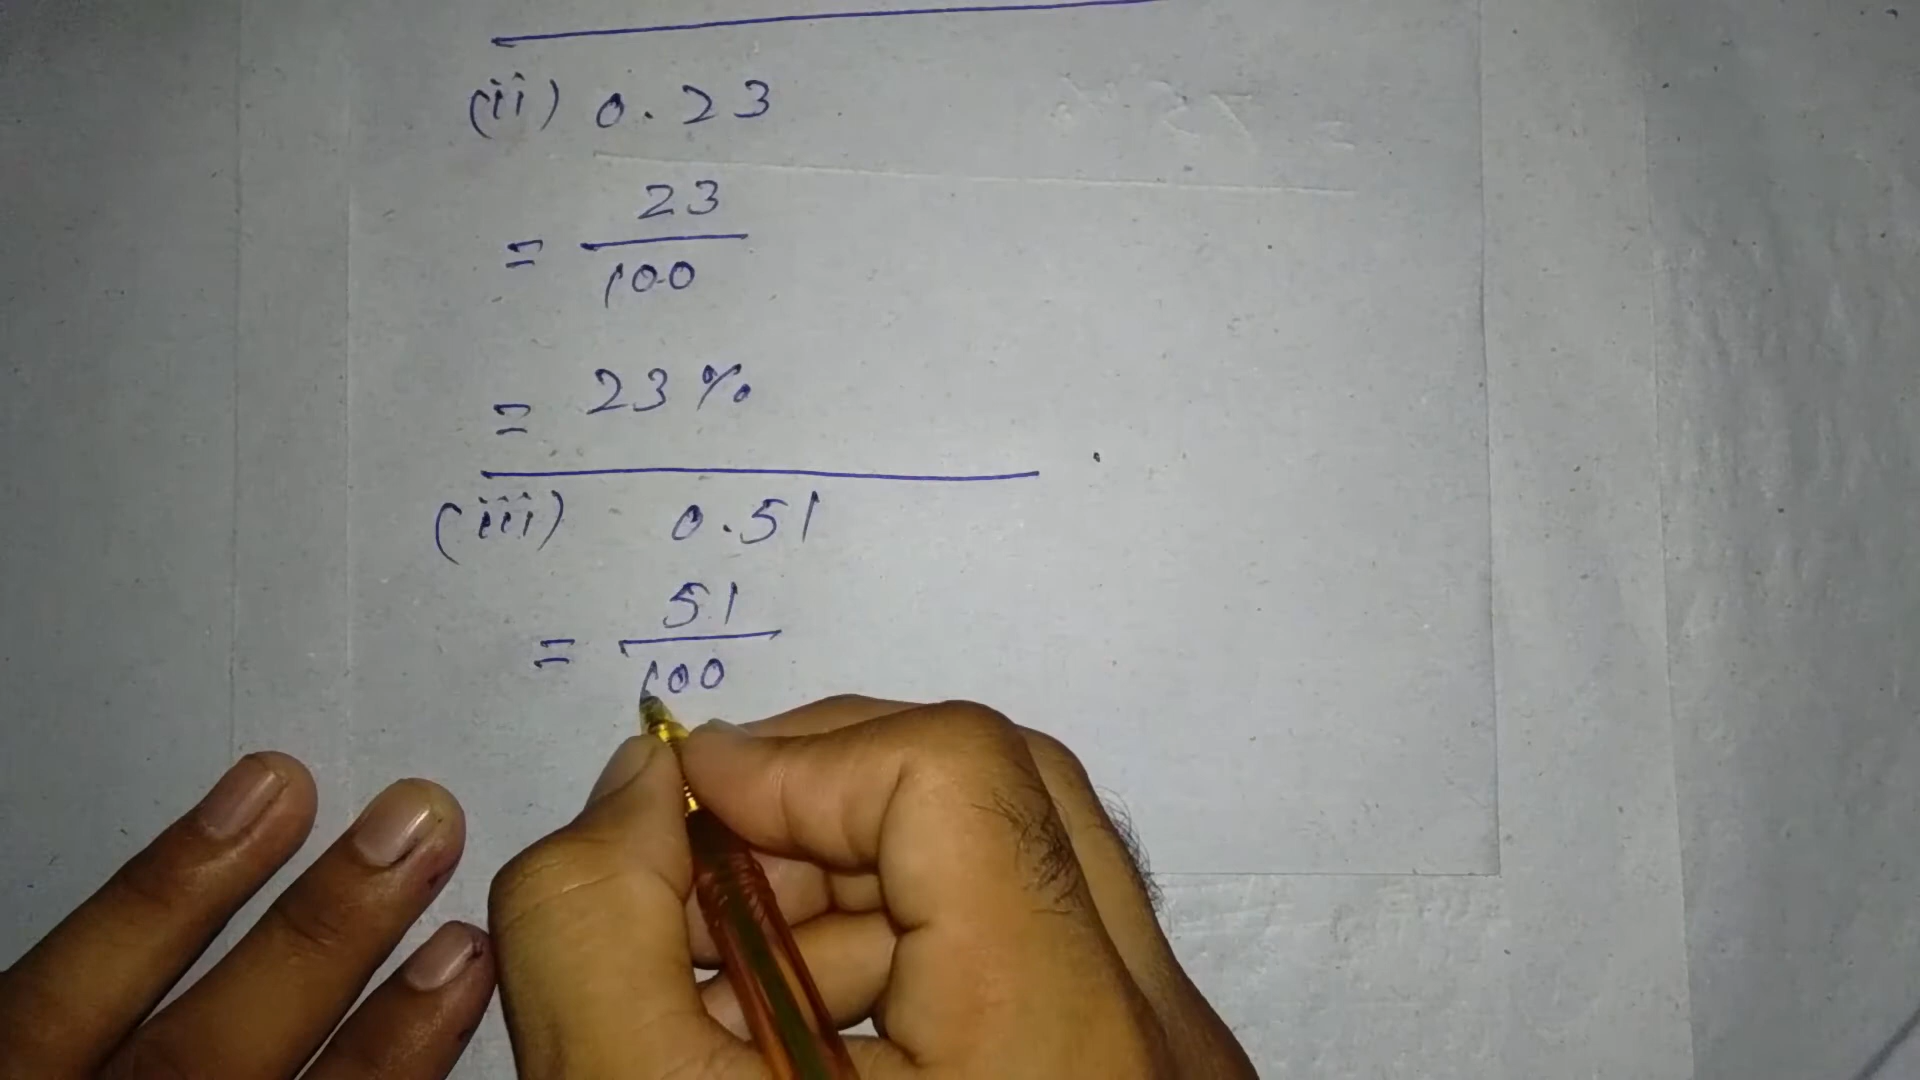 (ii) 0.23
= 23/100
= 23%
(iii) 0.51
= 51/100